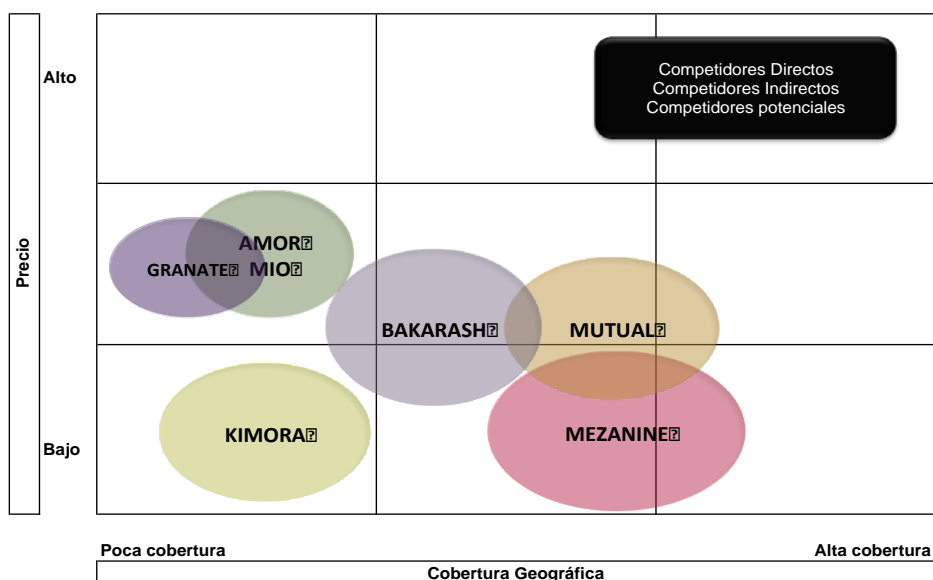 Alto
Competidores Directos
Competidores Indirectos
Competidores potenciales
Precio
AMOR
GRANATE MIO
BAKARASH MUTUAL
KIMORA MEZANINE
Bajo
Poca cobertura Alta cobertura
Cobertura Geográfica